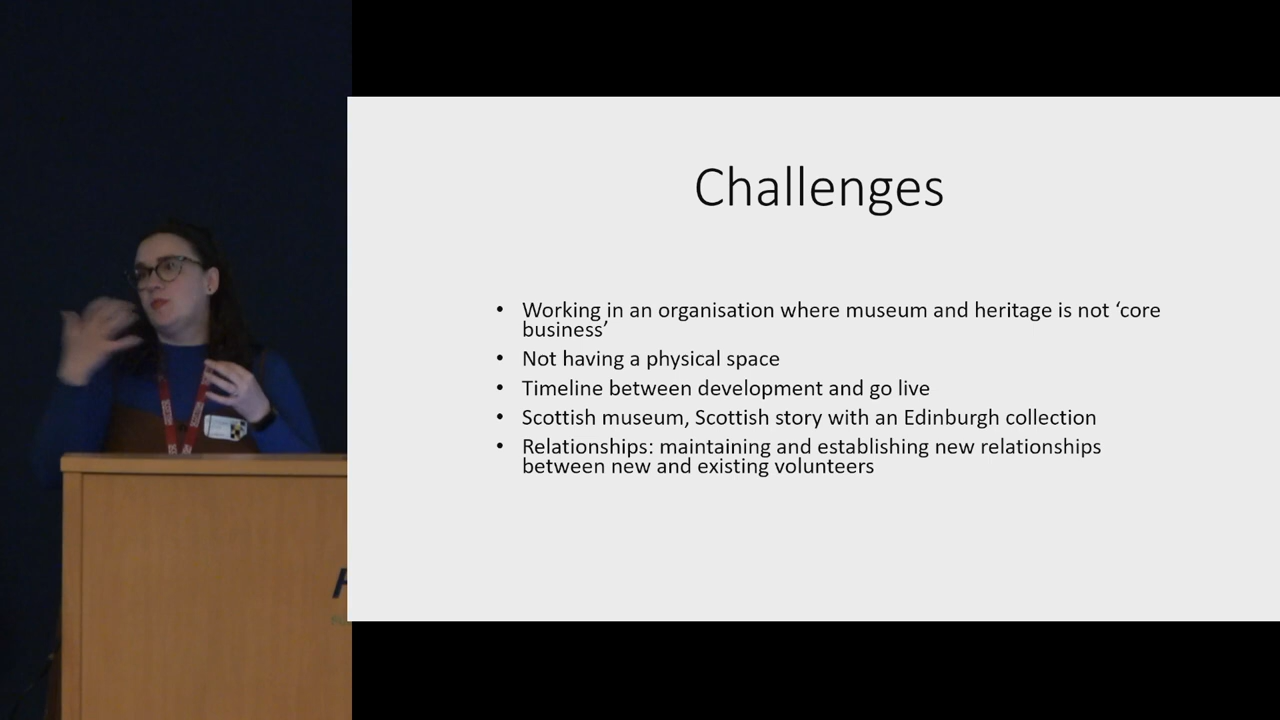 Challenges
• Working in an organisation where museum and heritage is not ‘core
business’
• Not having a physical space
• Timeline between development and go live
• Scottish museum, Scottish story with an Edinburgh collection
• Relationships: maintaining and establishing new relationships
between new and existing volunteers